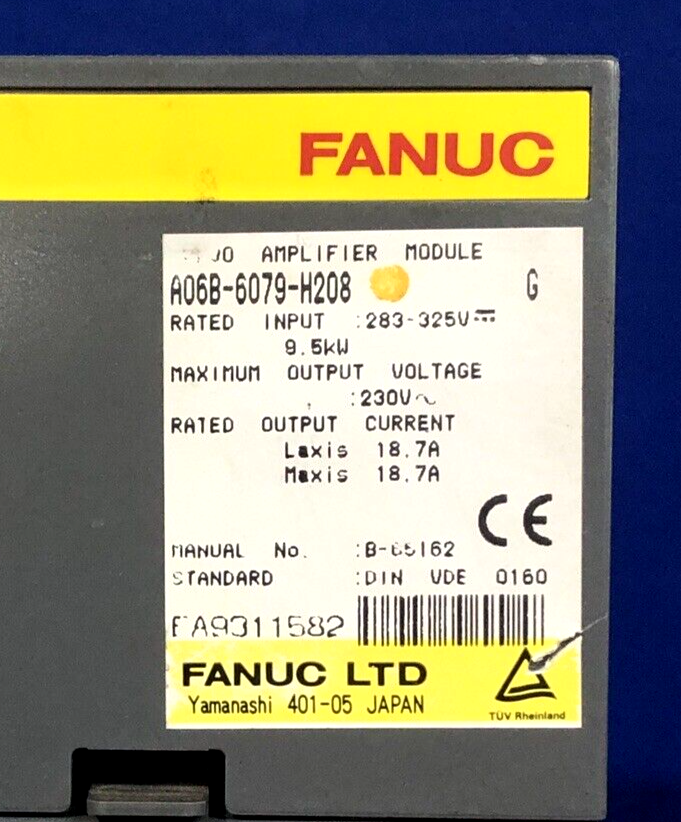 FANUC
AMPLIFIER MODULE
A06B-6079-H208 G
RATED INPUT :283-325V⎓
9.5kW
MAXIMUM OUTPUT VOLTAGE
:230V～
RATED OUTPUT CURRENT
Laxis 18.7A
Maxis 18.7A
CE
MANUAL No. :B-65162
STANDARD :DIN VDE 0160
EA9311582
FANUC LTD
Yamanashi 401-05 JAPAN
TÜV Rheinland